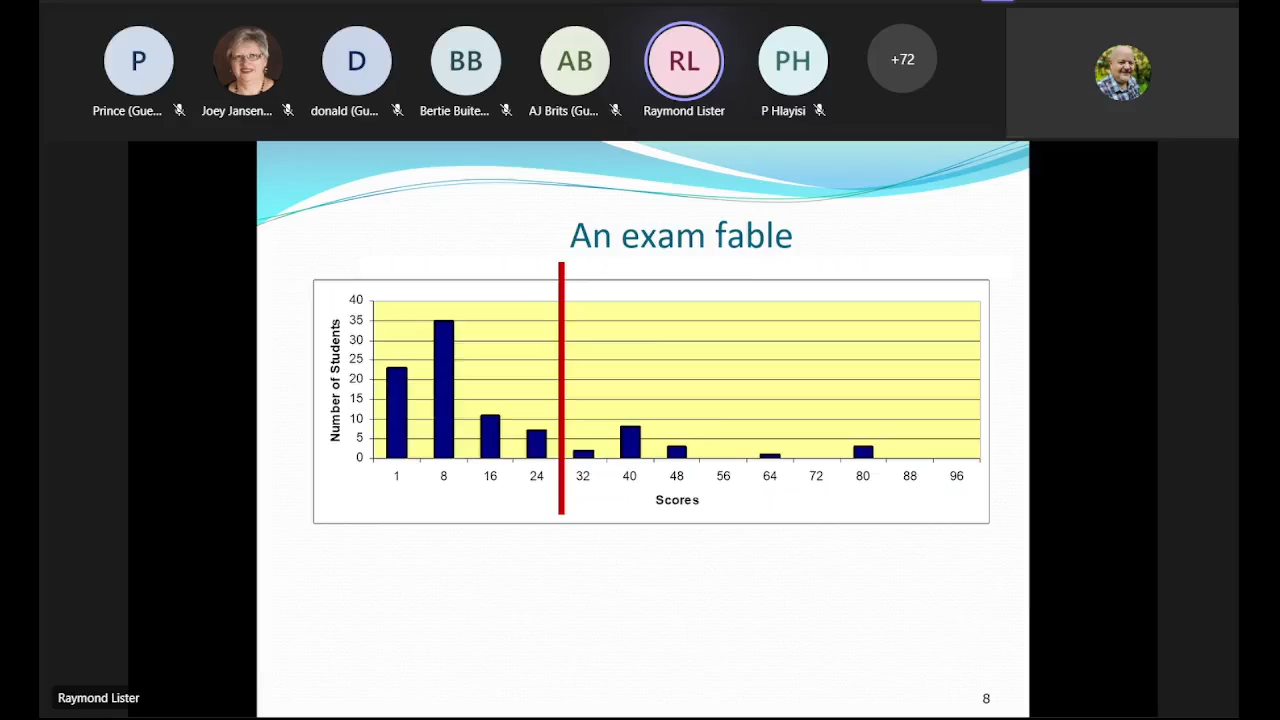 P D BB AB RL PH +72
Prince (Gue... Joey Jansen... donald (Gu... Bertie Buite... AJ Brits (Gu... Raymond Lister P Hlayisi
An exam fable
40
35
30
25
20
15
10
5
0
Number of Students
1 8 16 24 32 40 48 56 64 72 80 88 96
Scores
Raymond Lister
8